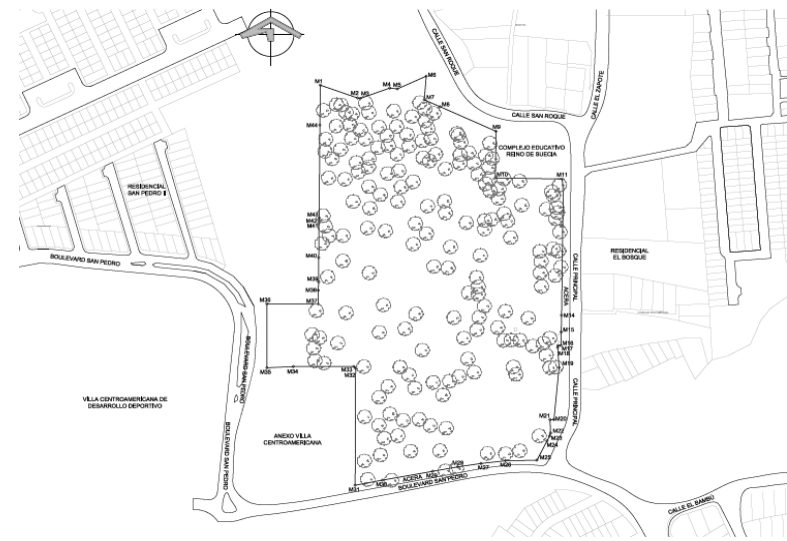 CALLE SAN ROQUE
CALLE EL ZAPOTE
M1
M2
M3
M4
M5
M6
M7
M8
M9
CALLE SAN ROQUE
COMPLEJO EDUCATIVO
REINO DE SUECIA
M44
M10
M11
RESIDENCIAL
SAN PEDRO II
M43
M42
M41
BOULEVARD SAN PEDRO
M40
RESIDENCIAL
EL BOSQUE
CALLE PRINCIPAL
ACERA
M39
M38
M37
M36
M14
M15
M16
M17
M18
M19
BOULEVARD SAN PEDRO
M35
M34
M33
M32
VILLA CENTROAMERICANA DE
DESARROLLO DEPORTIVO
ANEXO VILLA
CENTROAMERICANA
CALLE PRINCIPAL
M21
M20
M22
M23
M24
M25
BOULEVARD SAN PEDRO
M26
M27
M28
M29
M30
M31
ACERA
BOULEVARD SAN PEDRO
CALLE EL BAMBÚ